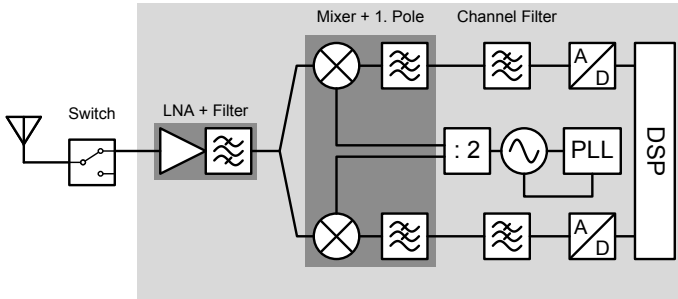 Mixer + 1. Pole
Channel Filter
Switch
LNA + Filter
A
D
: 2
PLL
DSP
A
D